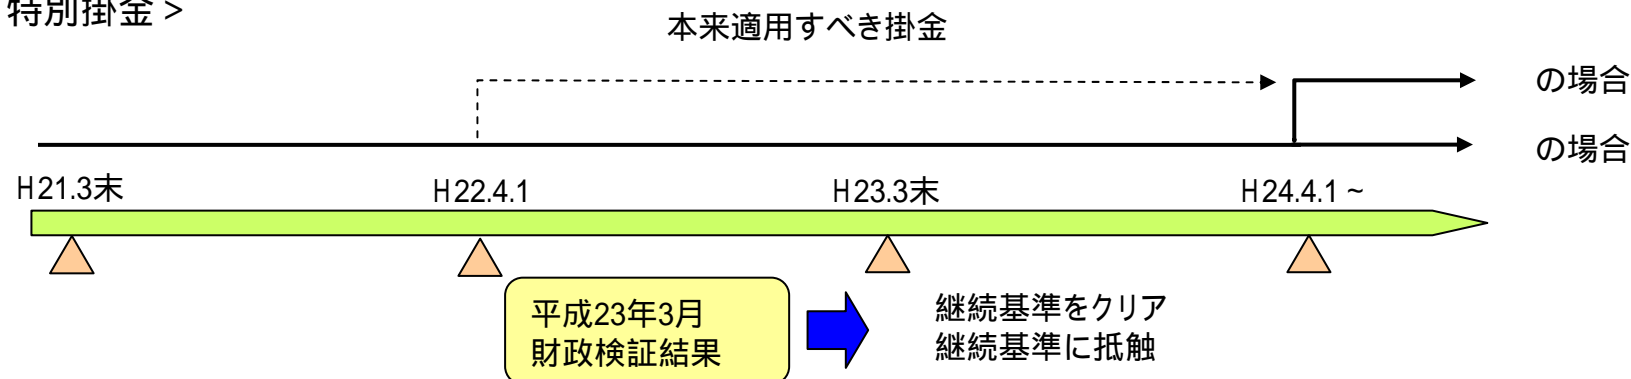 特別掛金 >
本来適用すべき掛金
の場合
の場合
H21.3末
H22.4.1
H23.3末
H24.4.1 ~
平成23年3月
財政検証結果
継続基準をクリア
継続基準に抵触